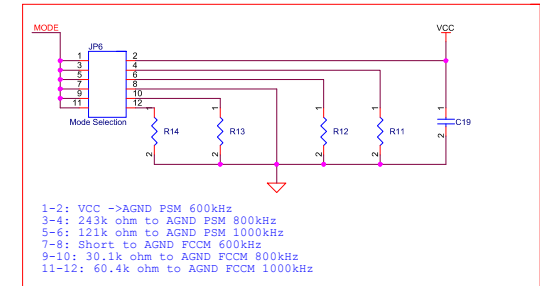 MODE
VCC
JP6
1 2
3 4
5 6
7 8
9 10
11 12
Mode Selection
1 1 1 1 1
R14 R13 R12 R11 C19
2 2 2 2 2
1-2: VCC ->AGND PSM 600kHz
3-4: 243k ohm to AGND PSM 800kHz
5-6: 121k ohm to AGND PSM 1000kHz
7-8: Short to AGND FCCM 600kHz
9-10: 30.1k ohm to AGND FCCM 800kHz
11-12: 60.4k ohm to AGND FCCM 1000kHz